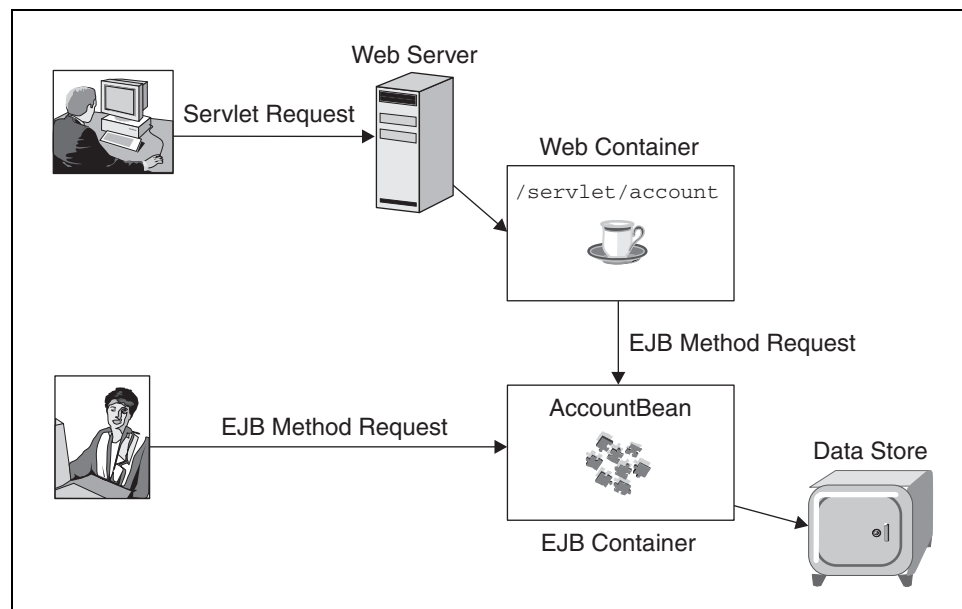 Web Server
Servlet Request
Web Container
/servlet/account
EJB Method Request
AccountBean
EJB Method Request
Data Store
EJB Container